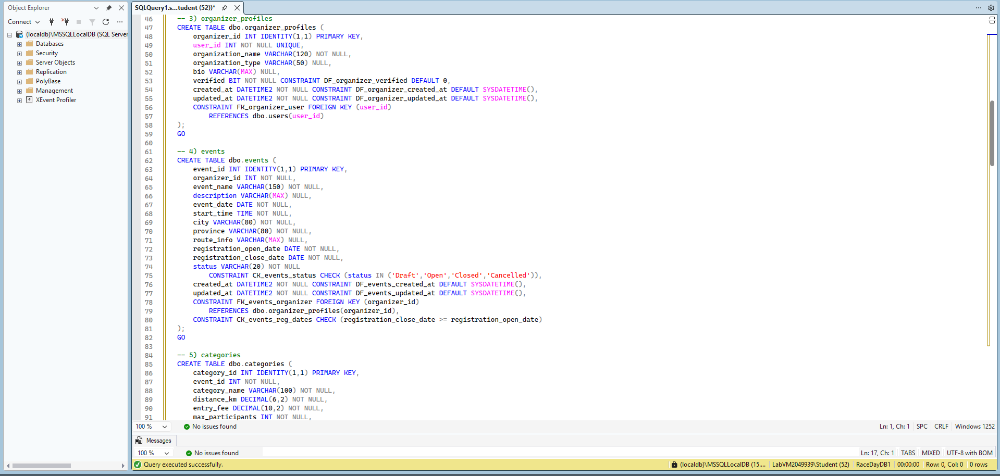 Object Explorer
Connect
(localdb)\MSSQLLocalDB (SQL Server
Databases
Security
Server Objects
Replication
PolyBase
Management
XEvent Profiler
SQLQuery1.s...tudent (52))*
46 -- 3) organizer_profiles
47 CREATE TABLE dbo.organizer_profiles (
48 organizer_id INT IDENTITY(1,1) PRIMARY KEY,
49 user_id INT NOT NULL UNIQUE,
50 organization_name VARCHAR(120) NOT NULL,
51 organization_type VARCHAR(50) NULL,
52 bio VARCHAR(MAX) NULL,
53 verified BIT NOT NULL CONSTRAINT DF_organizer_verified DEFAULT 0,
54 created_at DATETIME2 NOT NULL CONSTRAINT DF_organizer_created_at DEFAULT SYSDATETIME(),
55 updated_at DATETIME2 NOT NULL CONSTRAINT DF_organizer_updated_at DEFAULT SYSDATETIME(),
56 CONSTRAINT FK_organizer_user FOREIGN KEY (user_id)
57 REFERENCES dbo.users(user_id)
58 );
59 GO
60
61 -- 4) events
62 CREATE TABLE dbo.events (
63 event_id INT IDENTITY(1,1) PRIMARY KEY,
64 organizer_id INT NOT NULL,
65 event_name VARCHAR(150) NOT NULL,
66 description VARCHAR(MAX) NULL,
67 event_date DATE NOT NULL,
68 start_time TIME NOT NULL,
69 city VARCHAR(80) NOT NULL,
70 province VARCHAR(80) NOT NULL,
71 route_info VARCHAR(MAX) NULL,
72 registration_open_date DATE NOT NULL,
73 registration_close_date DATE NOT NULL,
74 status VARCHAR(20) NOT NULL
75 CONSTRAINT CK_events_status CHECK (status IN ('Draft','Open','Closed','Cancelled')),
76 created_at DATETIME2 NOT NULL CONSTRAINT DF_events_created_at DEFAULT SYSDATETIME(),
77 updated_at DATETIME2 NOT NULL CONSTRAINT DF_events_updated_at DEFAULT SYSDATETIME(),
78 CONSTRAINT FK_events_organizer FOREIGN KEY (organizer_id)
79 REFERENCES dbo.organizer_profiles(organizer_id),
80 CONSTRAINT CK_events_reg_dates CHECK (registration_close_date >= registration_open_date)
81 );
82 GO
83
84 -- 5) categories
85 CREATE TABLE dbo.categories (
86 category_id INT IDENTITY(1,1) PRIMARY KEY,
87 event_id INT NOT NULL,
88 category_name VARCHAR(100) NOT NULL,
89 distance_km DECIMAL(6,2) NOT NULL,
90 entry_fee DECIMAL(10,2) NOT NULL,
91 max_participants INT NOT NULL,
100 % No issues found Ln: 1, Ch: 1 SPC CRLF Windows 1252
Messages
100 % No issues found Ln: 17, Ch: 1 TABS MIXED UTF-8 with BOM
Query executed successfully. (localdb)\MSSQLLocalDB (15.... LabVM2049939\Student (52) RaceDayDB1 00:00:00 Row: 0, Col: 0 0 rows